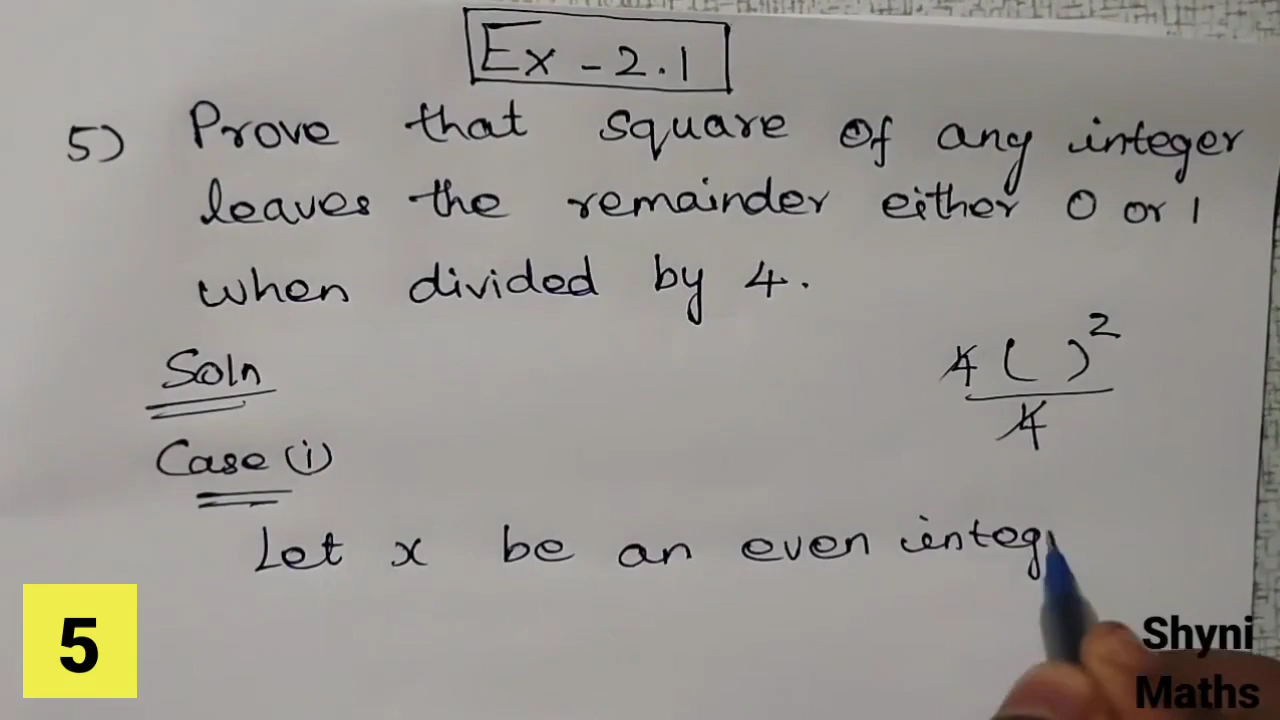 Ex - 2.1
5) Prove that square of any integer
leaves the remainder either 0 or 1
when divided by 4.
Soln
4 ( )²
4
Case (i)
Let x be an even integ
5
Shyni
Maths